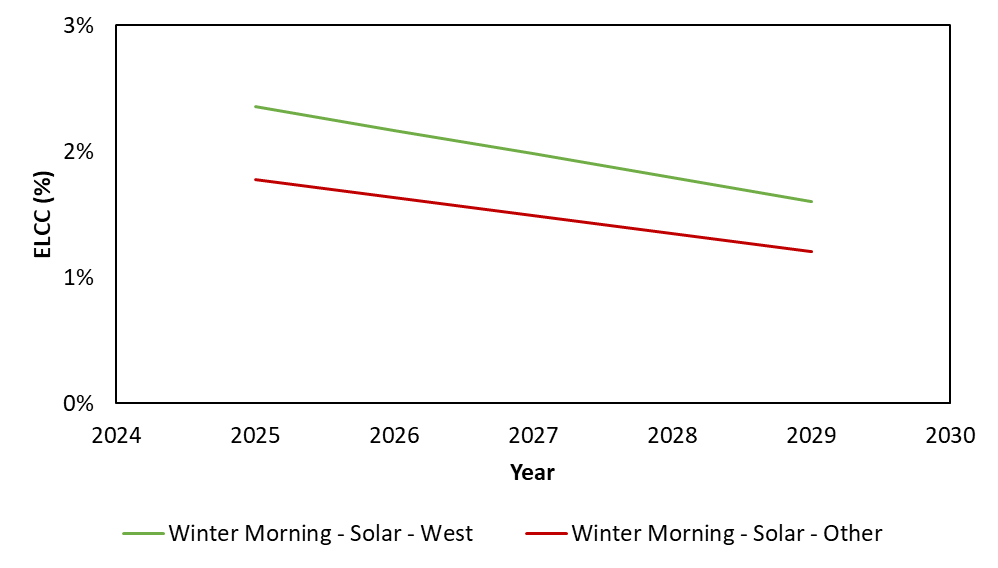 3%
2%
1%
0%
ELCC (%)
2024 2025 2026 2027 2028 2029 2030
Year
Winter Morning - Solar - West Winter Morning - Solar - Other